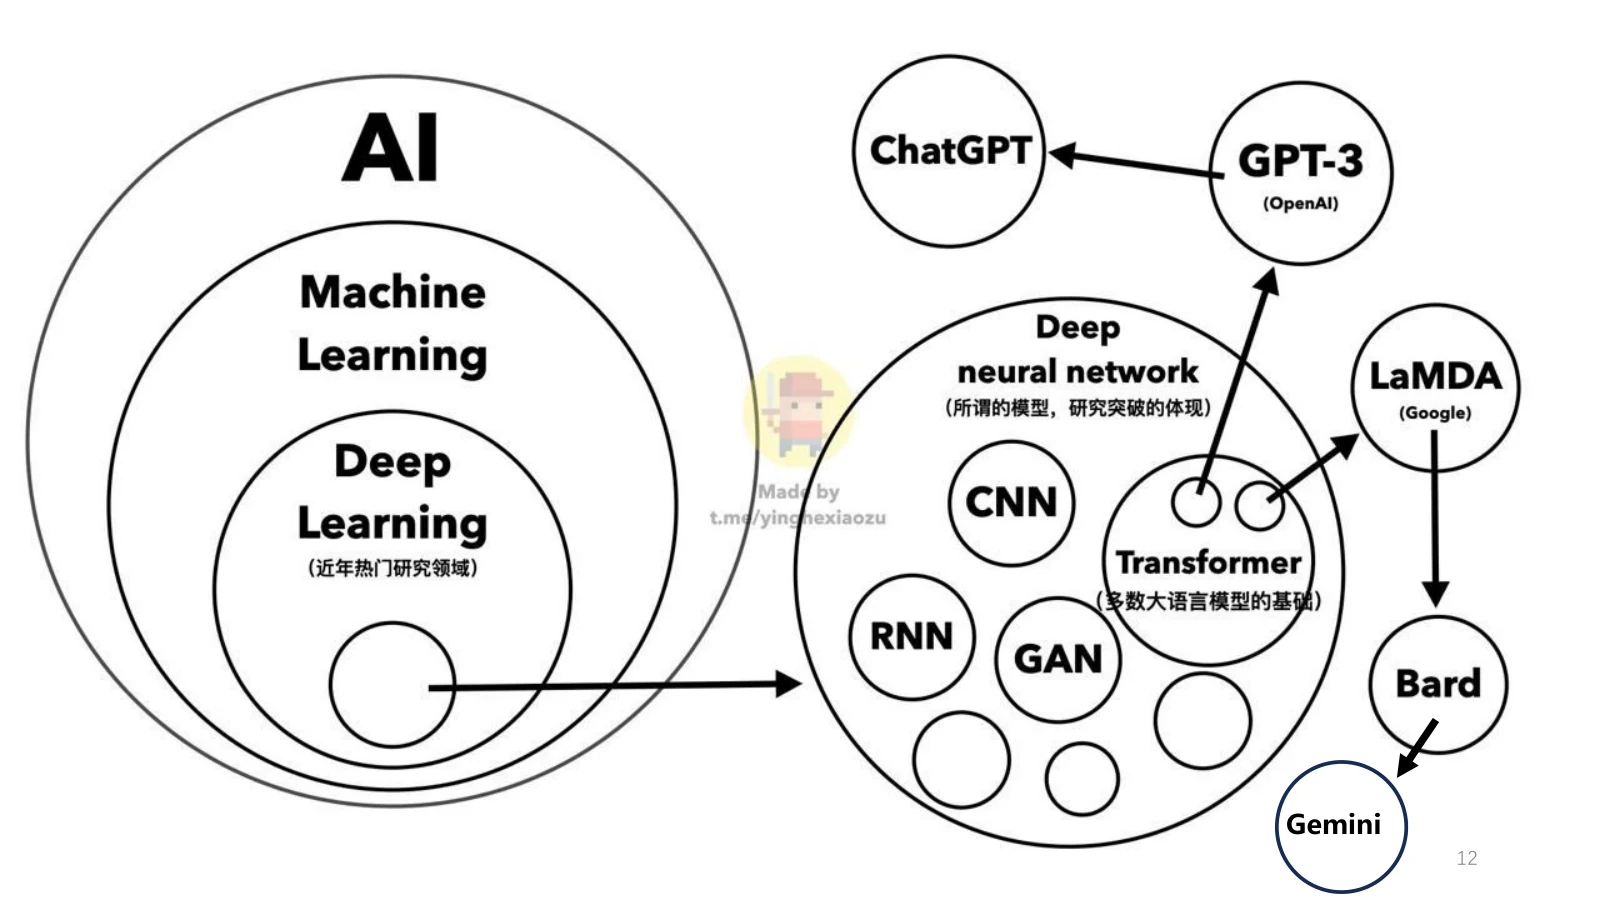 AI
Machine
Learning
Deep
Learning
（近年热门研究领域）
Made by
t.me/yinghexiaozu
Deep
neural network
（所谓的模型，研究突破的体现）
CNN
RNN
GAN
Transformer
（多数大语言模型的基础）
ChatGPT
GPT-3
(OpenAI)
LaMDA
(Google)
Bard
Gemini
12